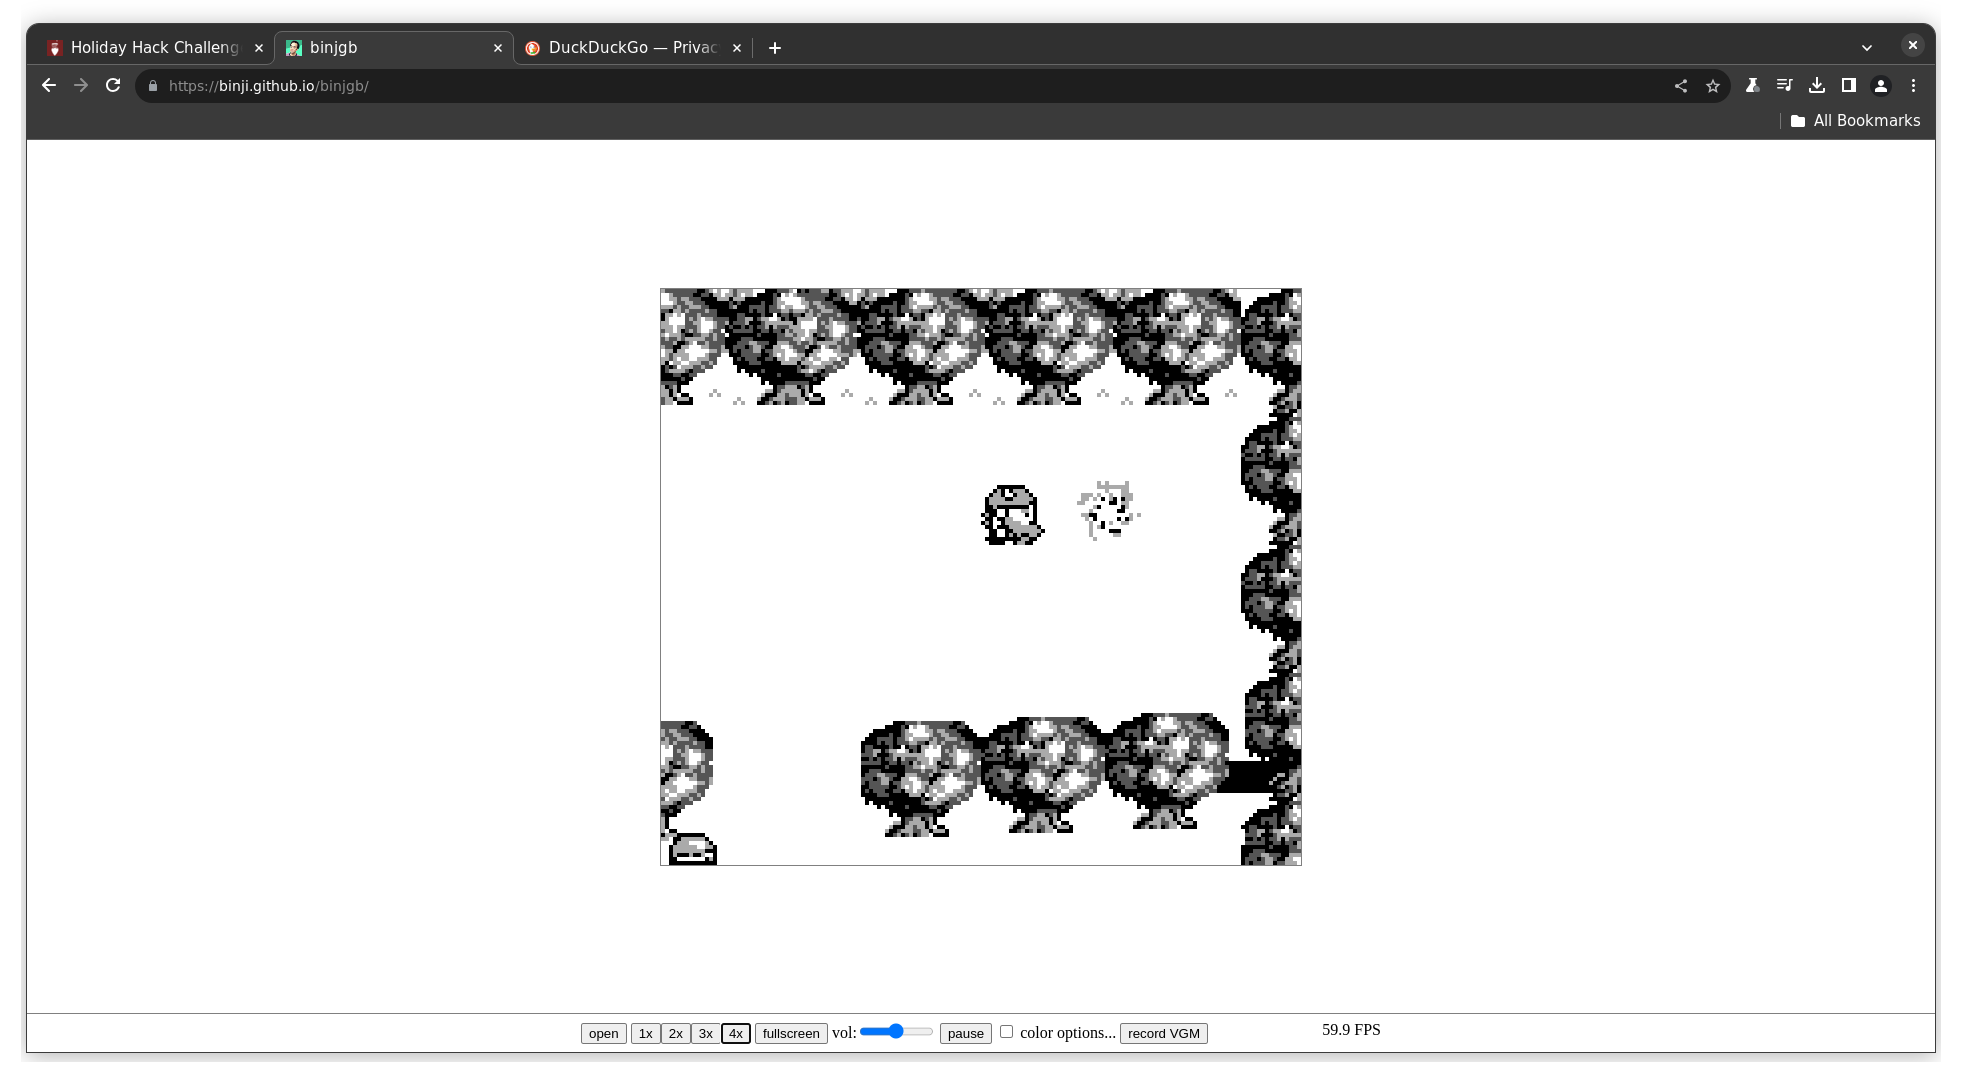 Holiday Hack Challeng
binjgb
DuckDuckGo — Privac
https://binji.github.io/binjgb/
All Bookmarks
open 1x 2x 3x 4x fullscreen vol: pause color options... record VGM 59.9 FPS